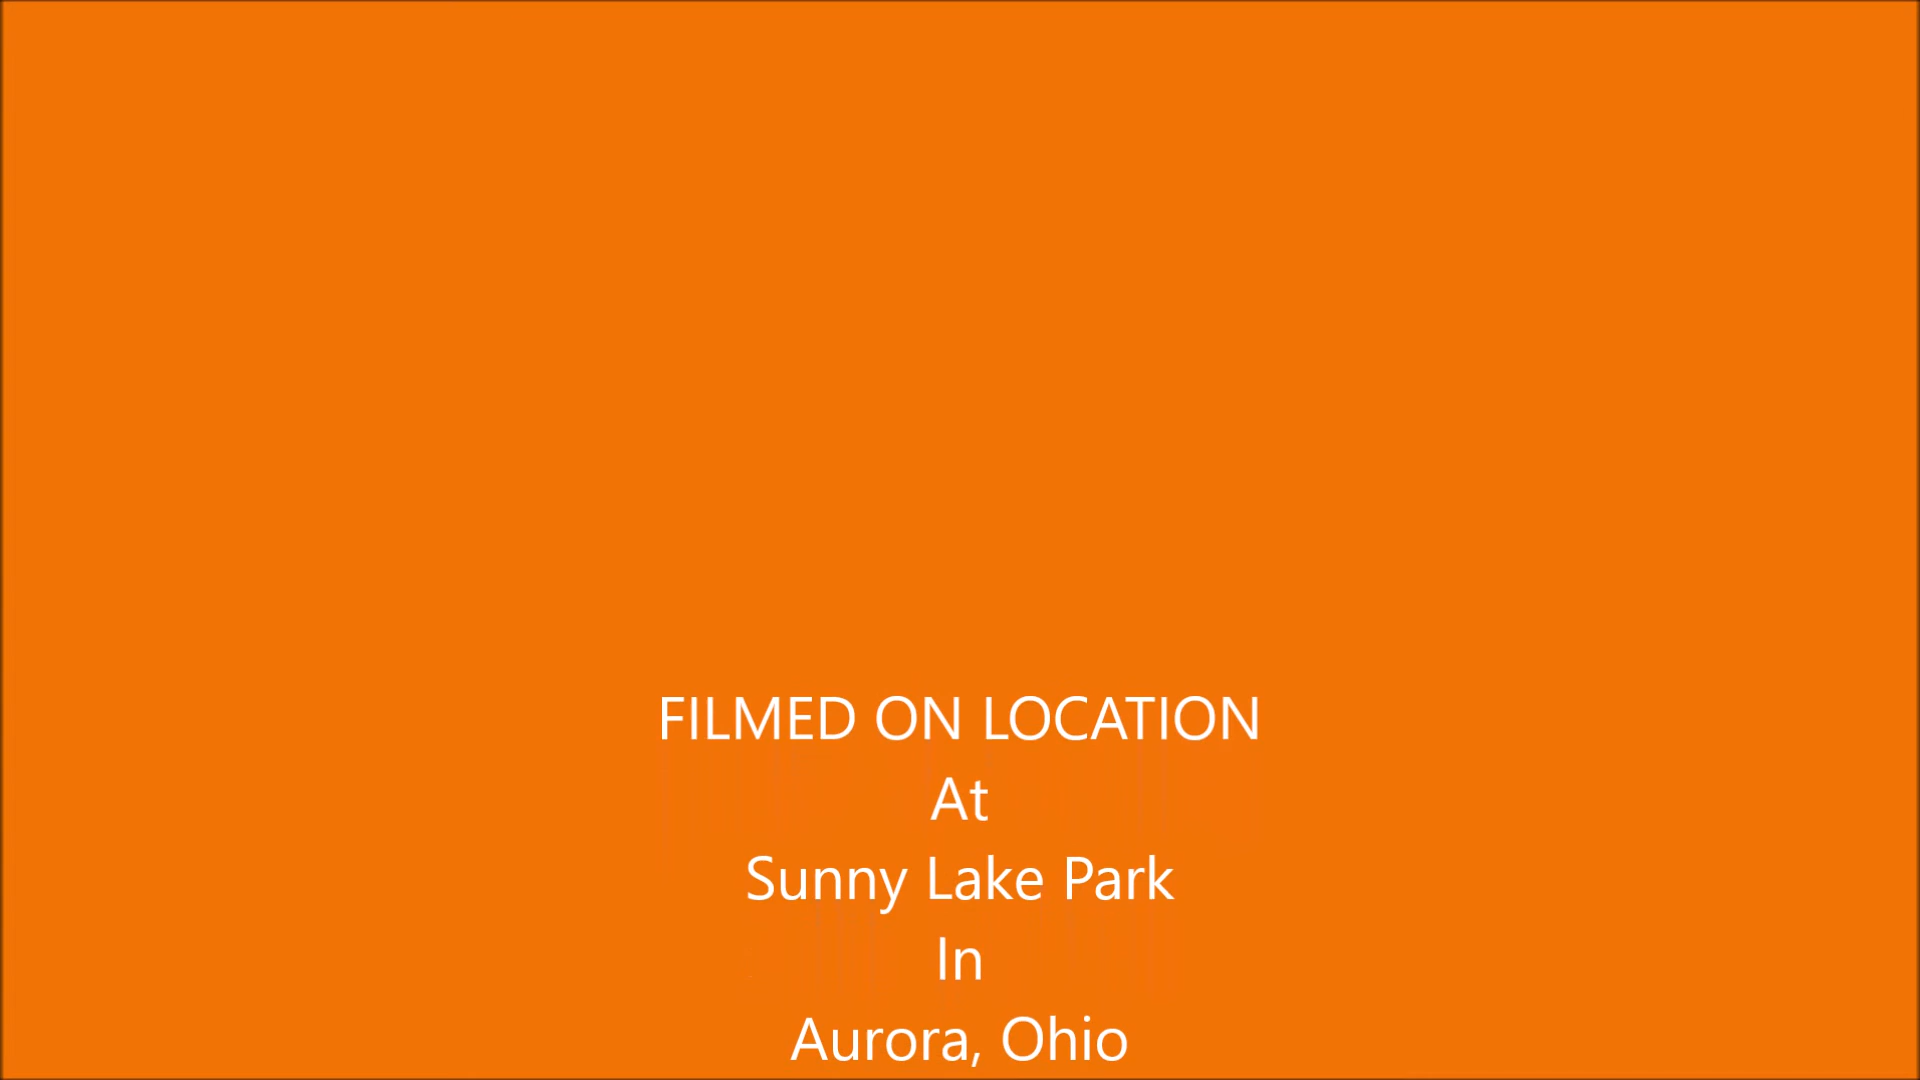 FILMED ON LOCATION
At
Sunny Lake Park
In
Aurora, Ohio